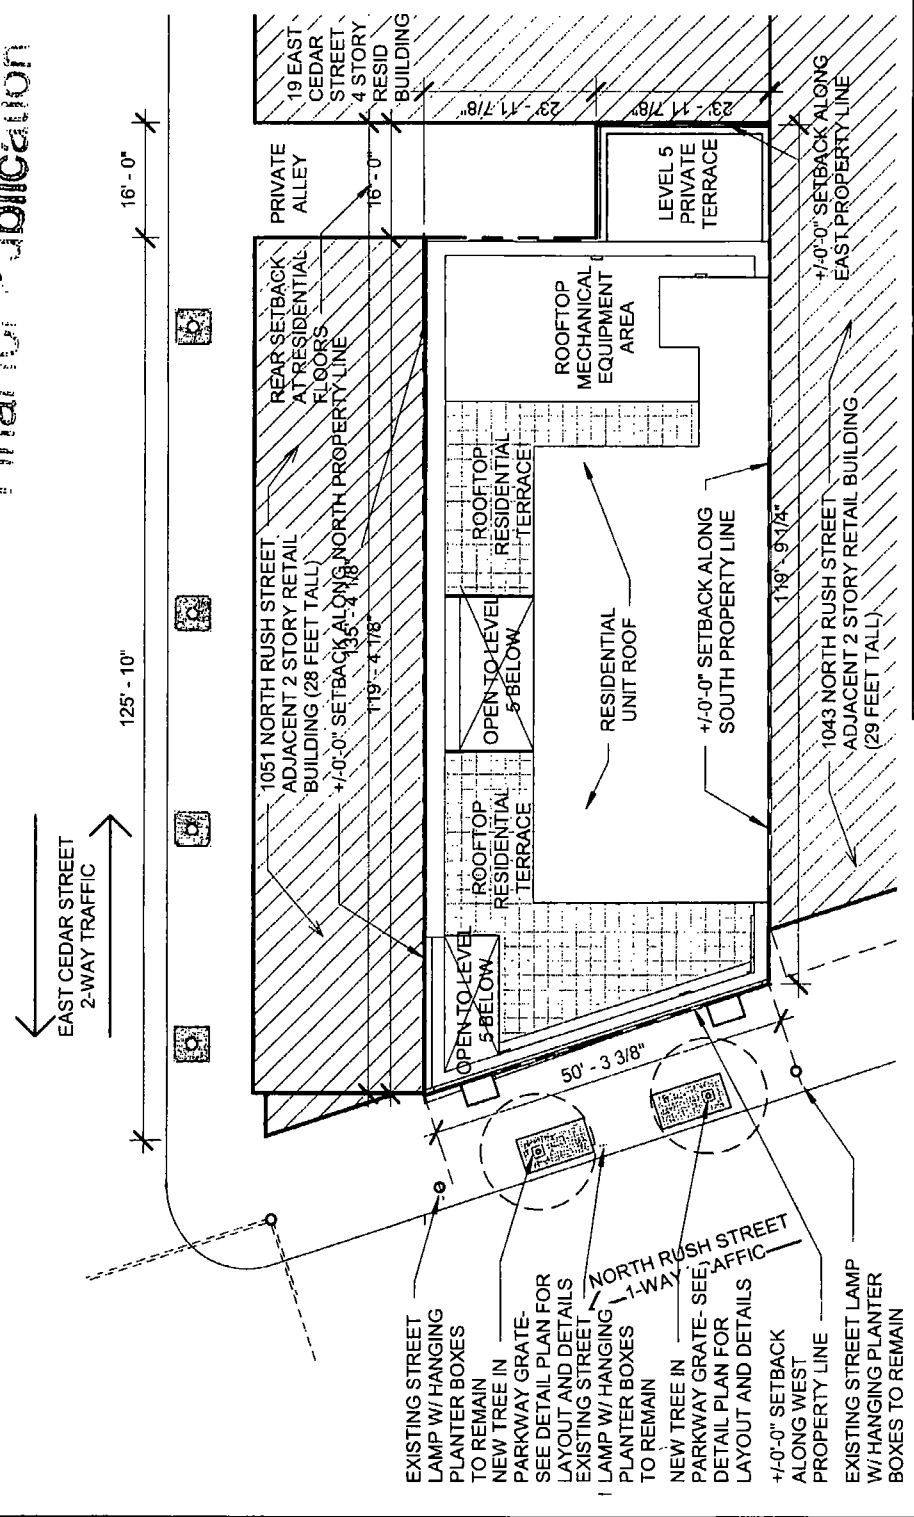 Final for Publication
EAST CEDAR STREET
2-WAY TRAFFIC
125' - 10"
16' - 0"
1051 NORTH RUSH STREET
ADJACENT 2 STORY RETAIL
BUILDING (28 FEET TALL)
+/-0'-0" SETBACK ALONG NORTH PROPERTY LINE
135' - 4 1/8"
119' - 4 1/8"
REAR SETBACK
AT RESIDENTIAL
FLOORS
PRIVATE
ALLEY
16' - 0"
19 EAST
CEDAR
STREET
4 STORY
RESID
BUILDING
23' - 11 7/8"
23' - 11 7/8"
OPEN TO LEVEL
5 BELOW
ROOFTOP
RESIDENTIAL
TERRACE
OPEN TO LEVEL
5 BELOW
ROOFTOP
RESIDENTIAL
TERRACE
ROOFTOP
MECHANICAL
EQUIPMENT
AREA
LEVEL 5
PRIVATE
TERRACE
RESIDENTIAL
UNIT ROOF
+/-0'-0" SETBACK ALONG
SOUTH PROPERTY LINE
119' - 9 1/4"
+/-0'-0" SETBACK ALONG
EAST PROPERTY LINE
1043 NORTH RUSH STREET
ADJACENT 2 STORY RETAIL BUILDING
(29 FEET TALL)
50' - 3 3/8"
NORTH RUSH STREET
1-WAY TRAFFIC
EXISTING STREET
LAMP W/ HANGING
PLANTER BOXES
TO REMAIN
NEW TREE IN
PARKWAY GRATE-
SEE DETAIL PLAN FOR
LAYOUT AND DETAILS
EXISTING STREET
LAMP W/ HANGING
PLANTER BOXES
TO REMAIN
NEW TREE IN
PARKWAY GRATE- SEE
DETAIL PLAN FOR
LAYOUT AND DETAILS
+/-0'-0" SETBACK
ALONG WEST
PROPERTY LINE
EXISTING STREET LAMP
W/ HANGING PLANTER
BOXES TO REMAIN